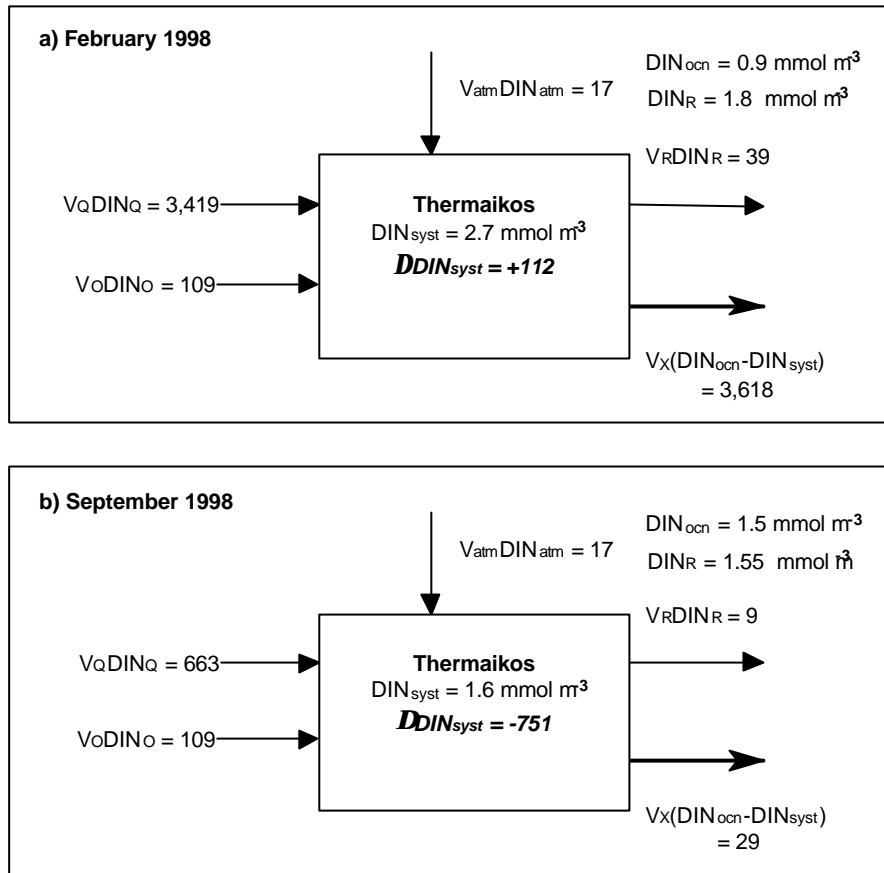 a) February 1998
VatmDINatm = 17
DINocn = 0.9 mmol m-3
DINR = 1.8 mmol m-3
VRDINR = 39
VQDINQ = 3,419
Thermaikos
DINsyst = 2.7 mmol m-3
DDINsyst = +112
VODINO = 109
VX(DINocn-DINsyst)
= 3,618
b) September 1998
VatmDINatm = 17
DINocn = 1.5 mmol m-3
DINR = 1.55 mmol m-3
VRDINR = 9
VQDINQ = 663
Thermaikos
DINsyst = 1.6 mmol m-3
DDINsyst = -751
VODINO = 109
VX(DINocn-DINsyst)
= 29